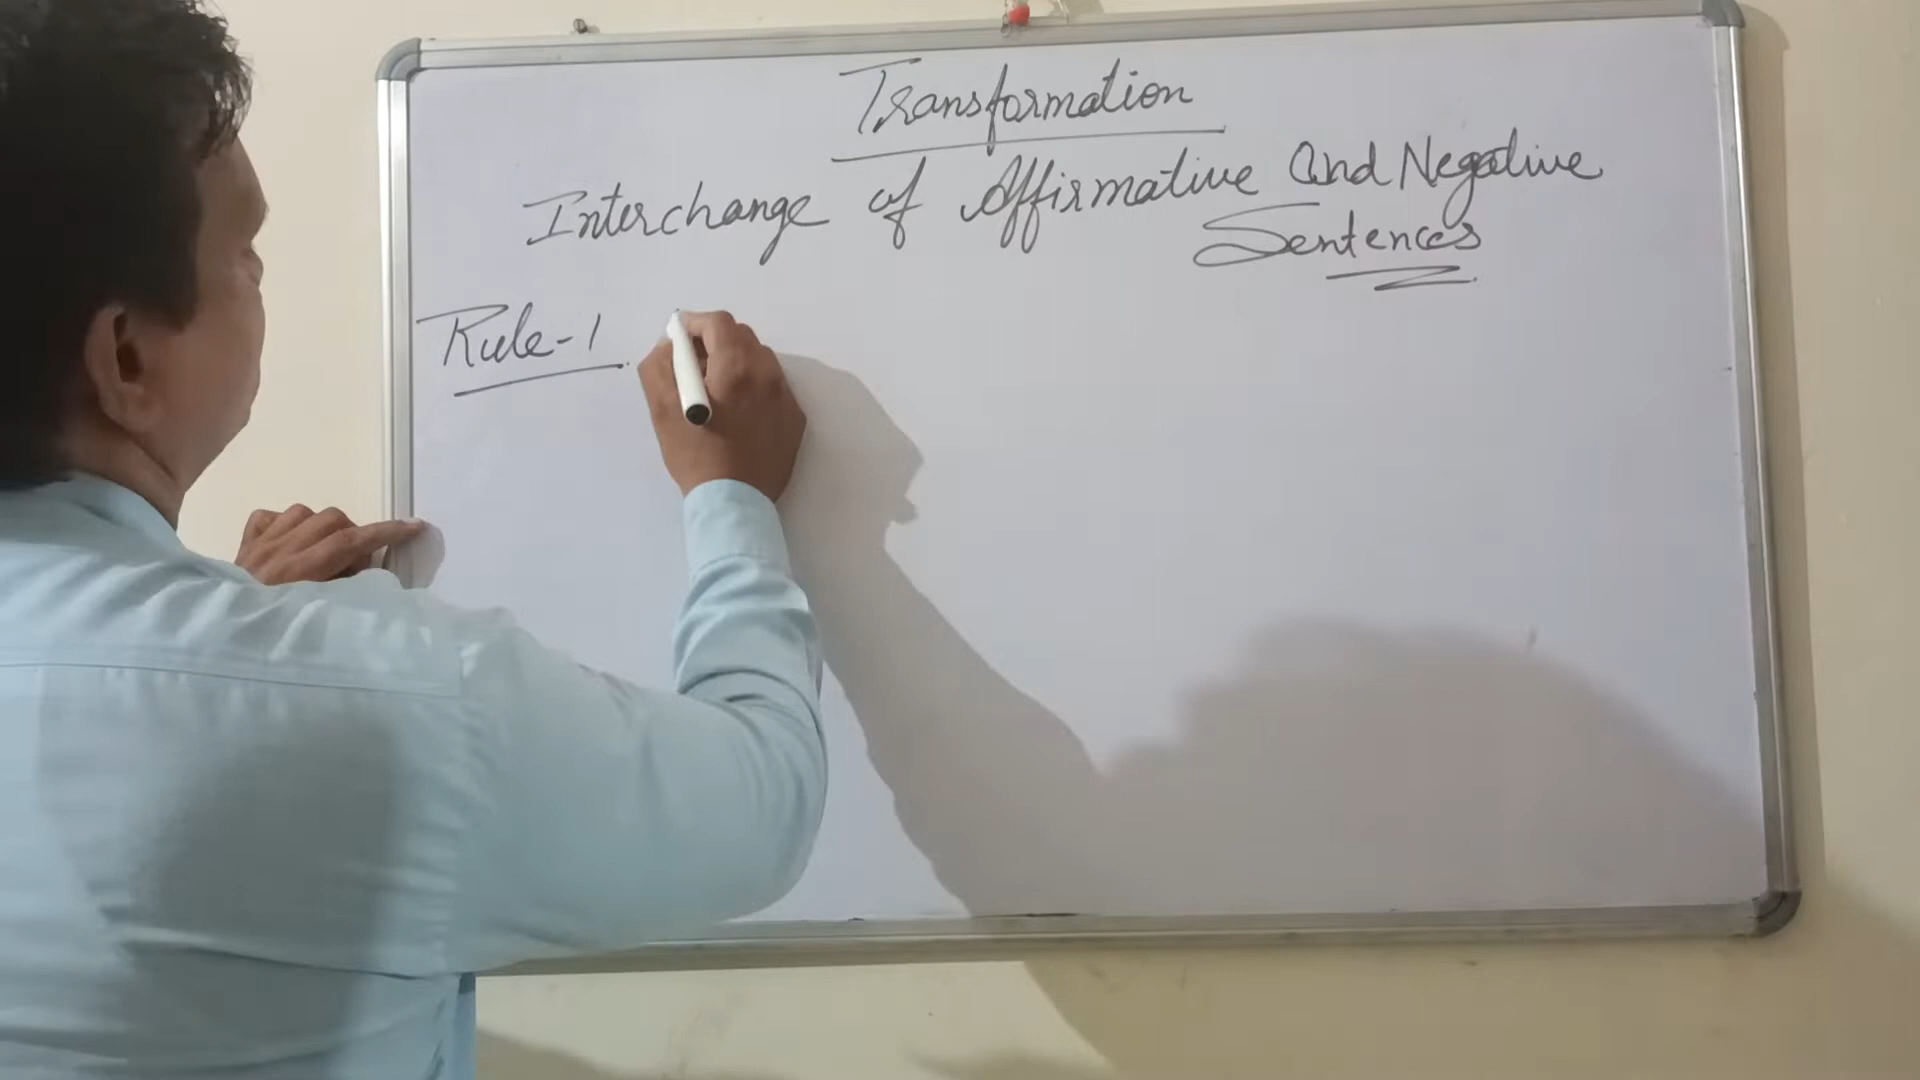 Transformation
Interchange of Affirmative and Negative
Sentences
Rule-1